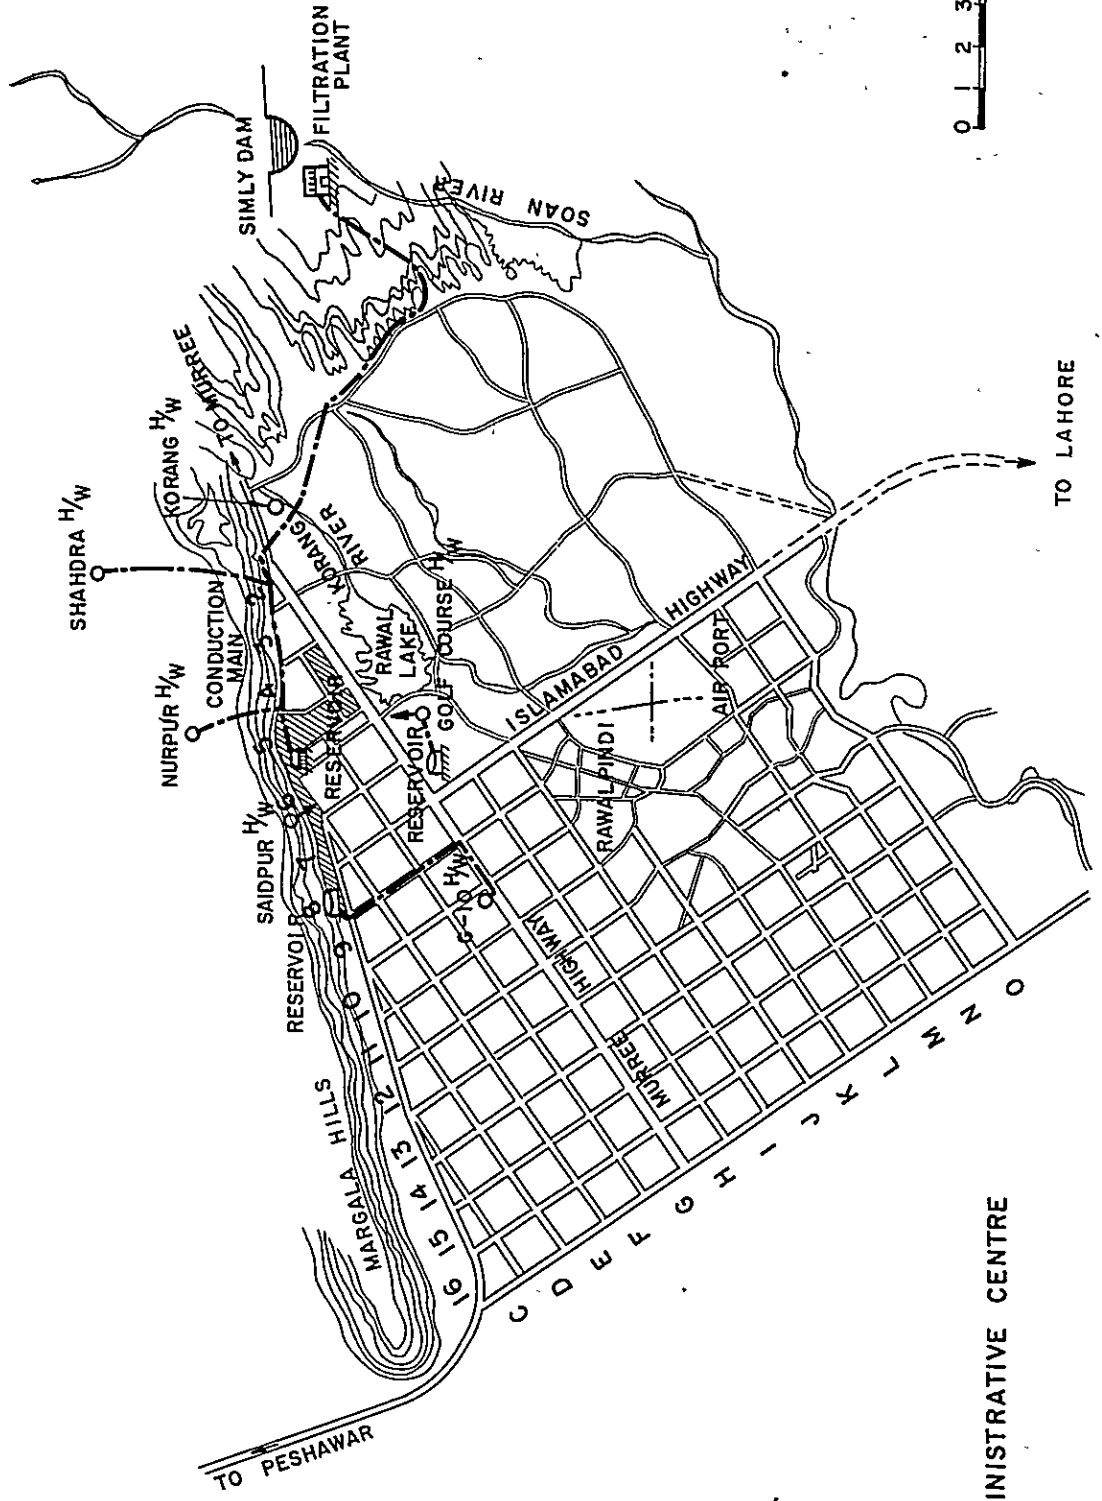 TO PESHAWAR
MARGALA HILLS
RESERVOIR
SAIDPUR H/W
NURPUR H/W
CONDUCTION
MAIN
SHAHDRA H/W
KORANG H/W
TO MURREE
SIMLY DAM
FILTRATION
PLANT
SOAN RIVER
KORANG
RIVER
RAWAL
LAKE
GOLF COURSE H/W
RESERVOIR
RESERVOIR
2
3
4
5
6
7
8
9
10
11
12
13
14
15
16
C
D
E
F
G
H
I
J
K
L
M
N
O
G-10 H/W
MURREE HIGHWAY
ISLAMABAD HIGHWAY
RAWALPINDI
AIR PORT
TO LAHORE
0 1 2 3
INISTRATIVE CENTRE